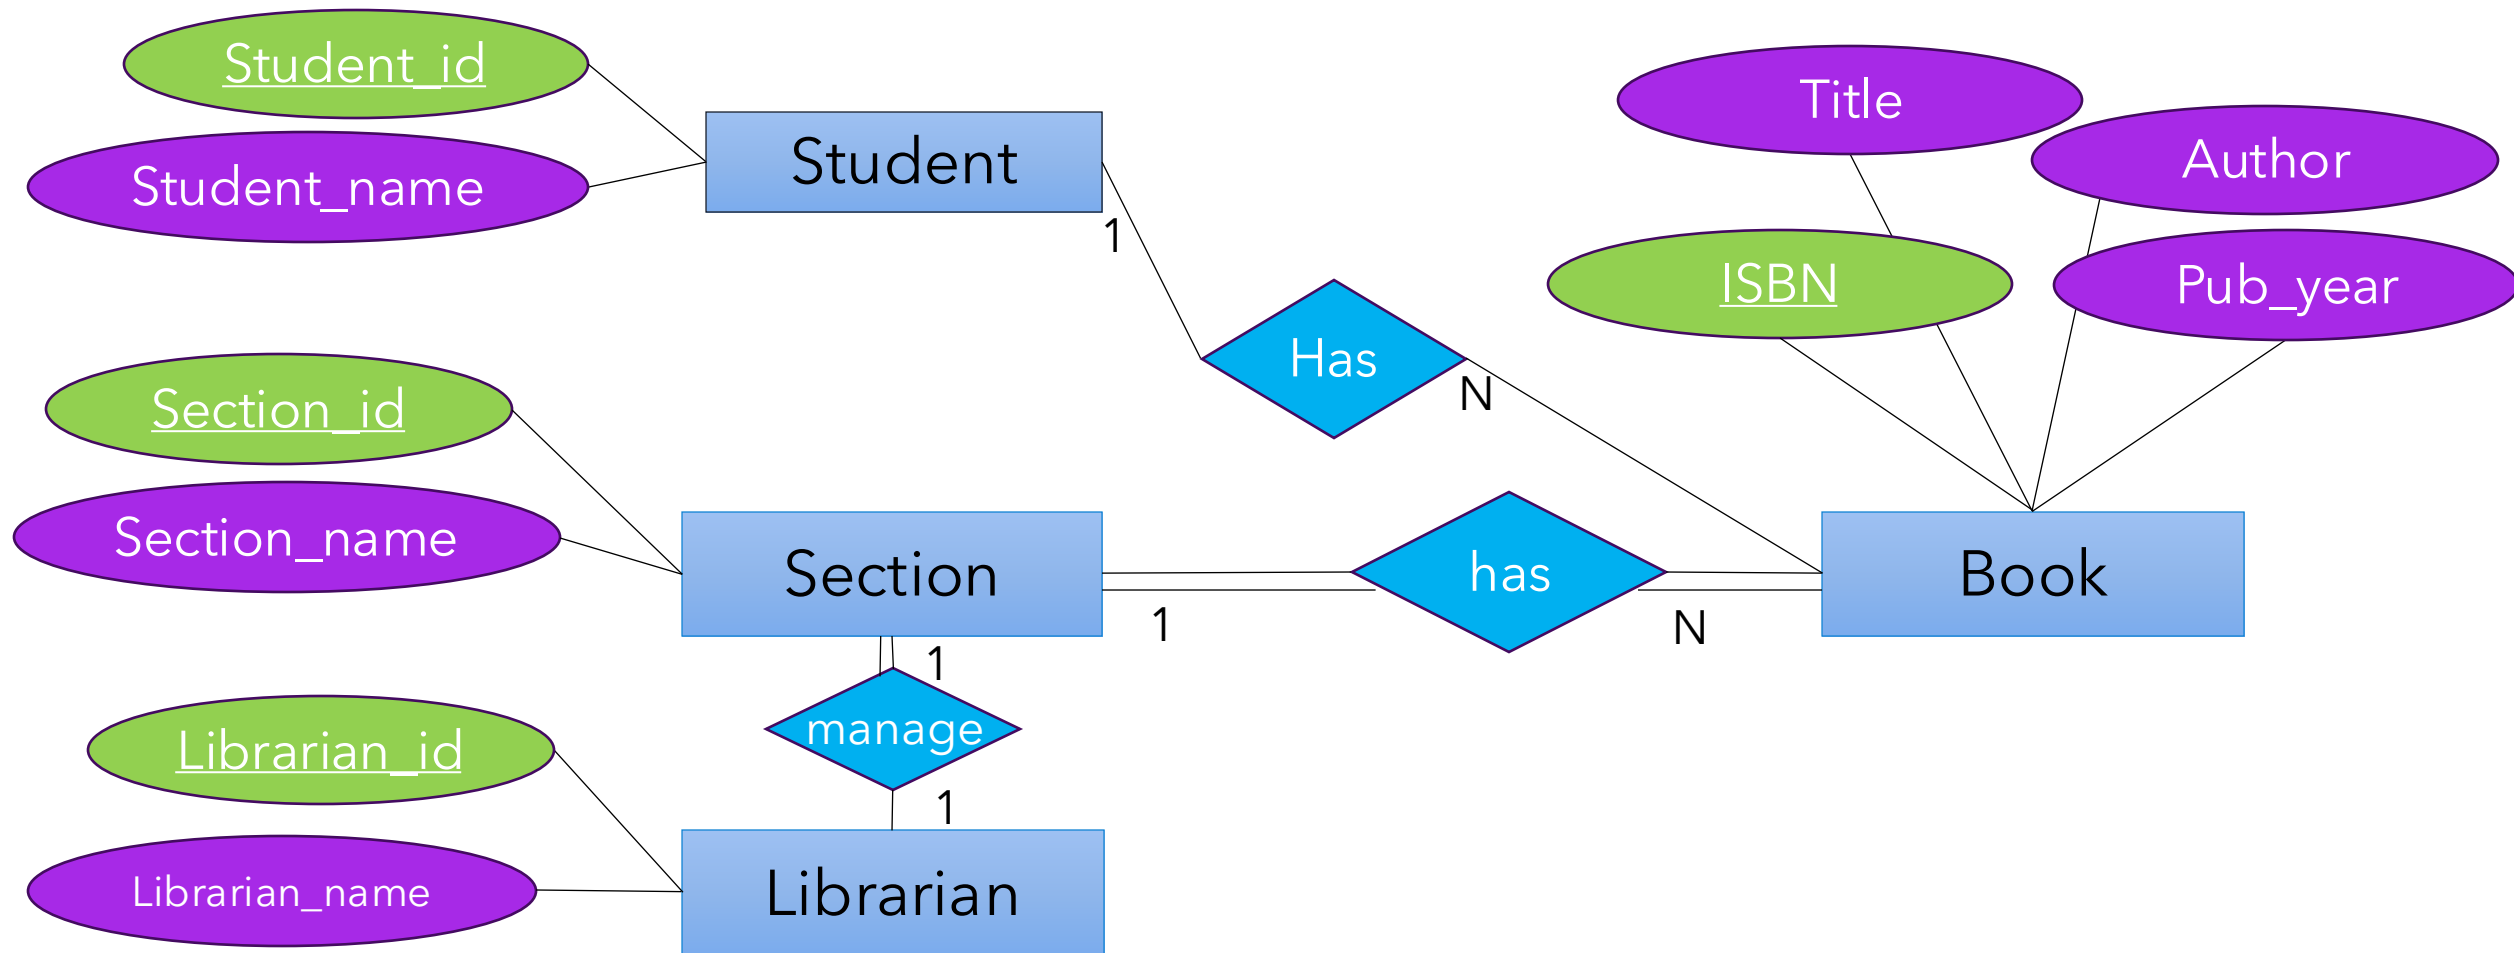 Student_id
Student_name
Student
1
Title
Author
ISBN
Pub_year
Has
N
Section_id
Section_name
Section
1
has
N
Book
1
manage
1
Librarian_id
Librarian_name
Librarian